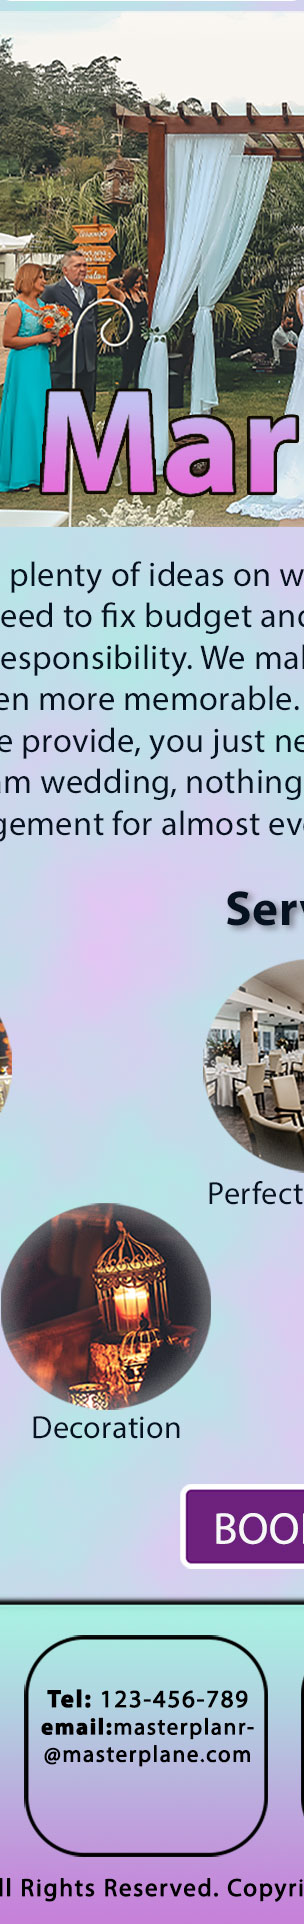 Mar
plenty of ideas on w
eed to fix budget and
esponsibility. We mal
en more memorable.
e provide, you just ne
am wedding, nothing
gement for almost eve
Serv
Perfect
Decoration
BOO
Tel: 123-456-789
email:masterplanr-
@masterplane.com
ll Rights Reserved. Copyri